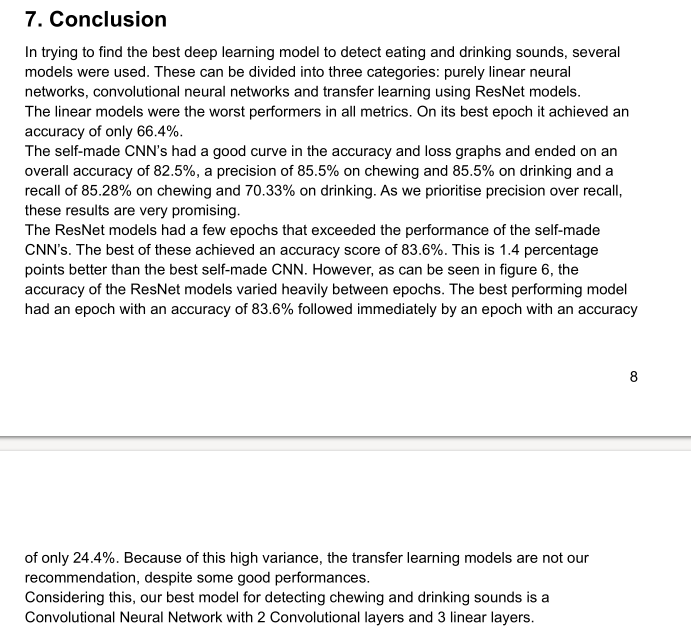 7. Conclusion
In trying to find the best deep learning model to detect eating and drinking sounds, several
models were used. These can be divided into three categories: purely linear neural
networks, convolutional neural networks and transfer learning using ResNet models.
The linear models were the worst performers in all metrics. On its best epoch it achieved an
accuracy of only 66.4%.
The self-made CNN's had a good curve in the accuracy and loss graphs and ended on an
overall accuracy of 82.5%, a precision of 85.5% on chewing and 85.5% on drinking and a
recall of 85.28% on chewing and 70.33% on drinking. As we prioritise precision over recall,
these results are very promising.
The ResNet models had a few epochs that exceeded the performance of the self-made
CNN's. The best of these achieved an accuracy score of 83.6%. This is 1.4 percentage
points better than the best self-made CNN. However, as can be seen in figure 6, the
accuracy of the ResNet models varied heavily between epochs. The best performing model
had an epoch with an accuracy of 83.6% followed immediately by an epoch with an accuracy
8
of only 24.4%. Because of this high variance, the transfer learning models are not our
recommendation, despite some good performances.
Considering this, our best model for detecting chewing and drinking sounds is a
Convolutional Neural Network with 2 Convolutional layers and 3 linear layers.